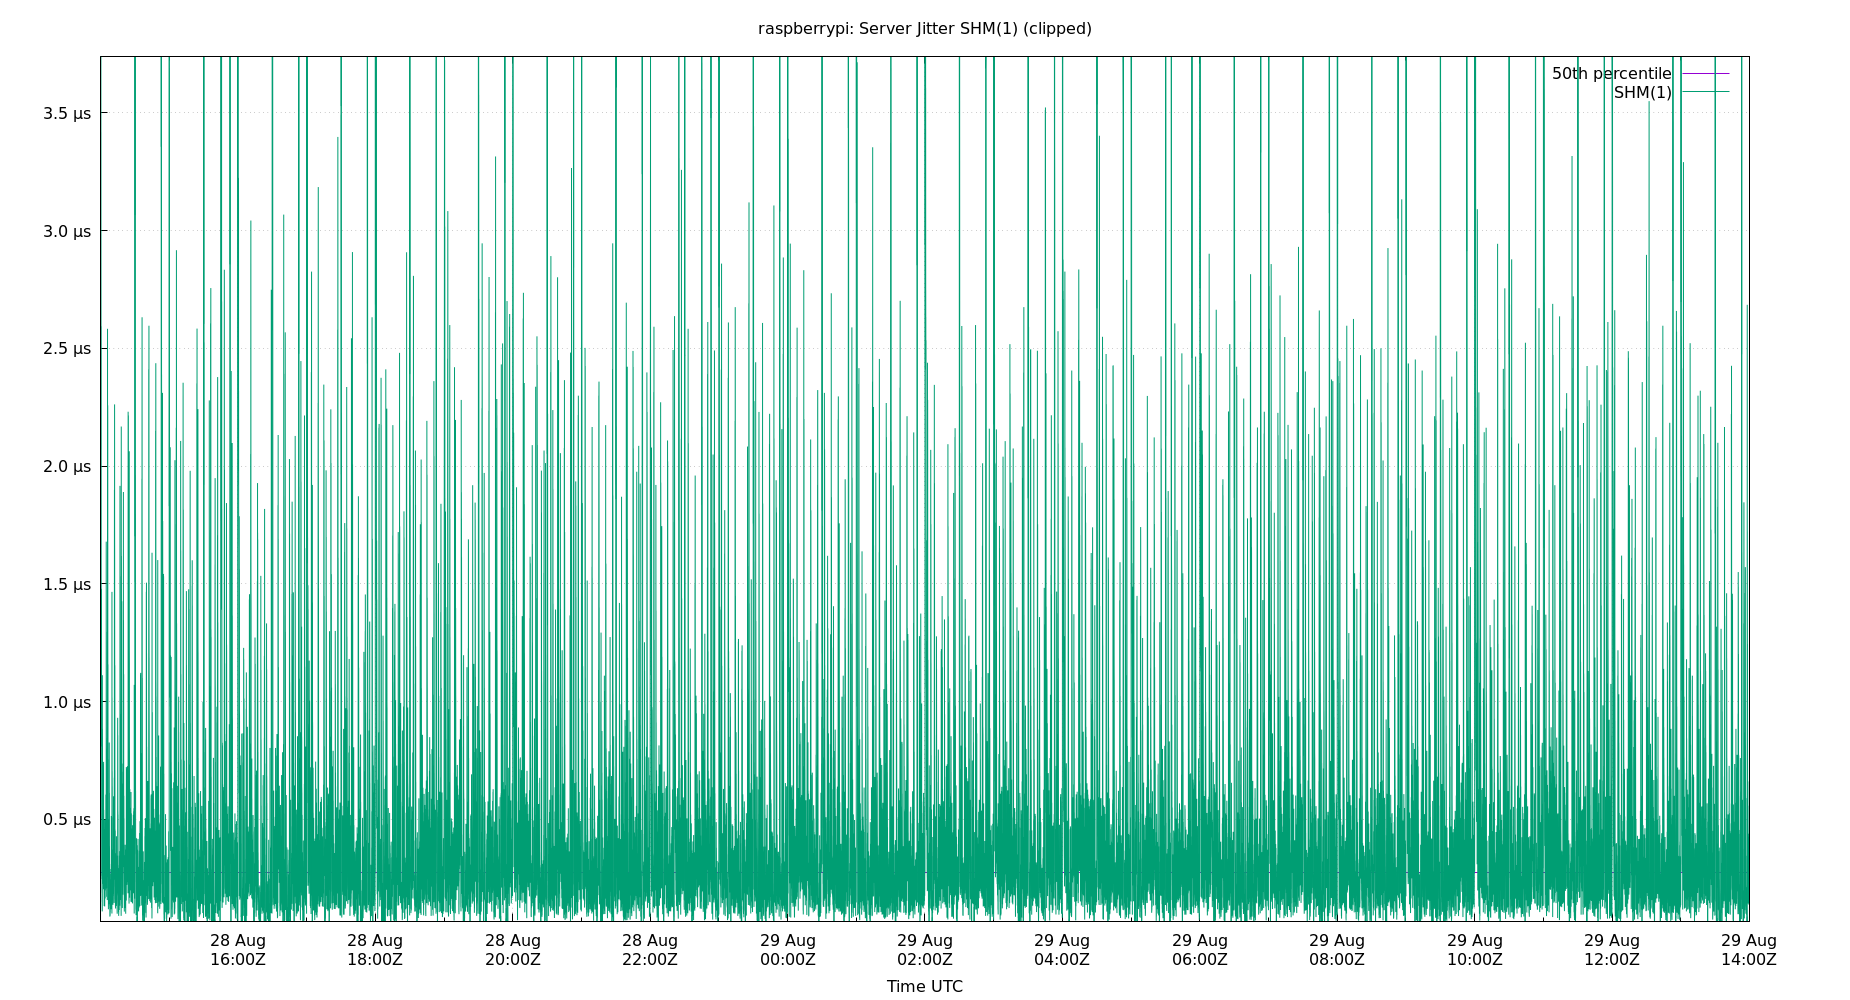 raspberrypi: Server Jitter SHM(1) (clipped)
50th percentile
SHM(1)
3.5 µs
3.0 µs
2.5 µs
2.0 µs
1.5 µs
1.0 µs
0.5 µs
28 Aug 28 Aug 28 Aug 28 Aug 29 Aug 29 Aug 29 Aug 29 Aug 29 Aug 29 Aug 29 Aug 29 Aug
16:00Z 18:00Z 20:00Z 22:00Z 00:00Z 02:00Z 04:00Z 06:00Z 08:00Z 10:00Z 12:00Z 14:00Z
Time UTC